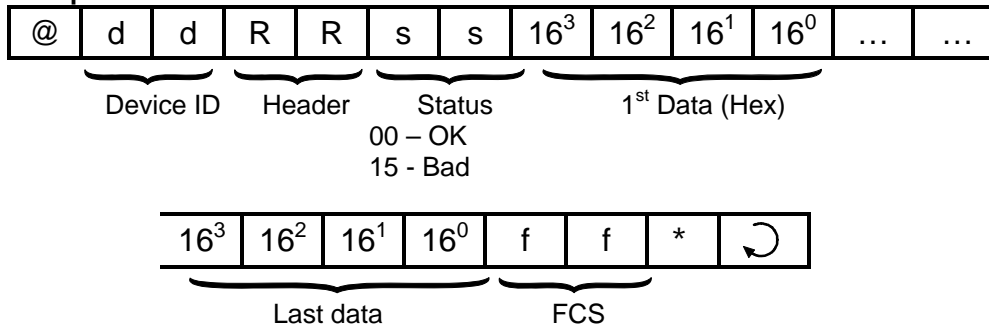 @ d d R R s s 16³ 16² 16¹ 16⁰ … …
Device ID Header Status 1st Data (Hex)
00 – OK
15 - Bad
16³ 16² 16¹ 16⁰ f f *
Last data FCS